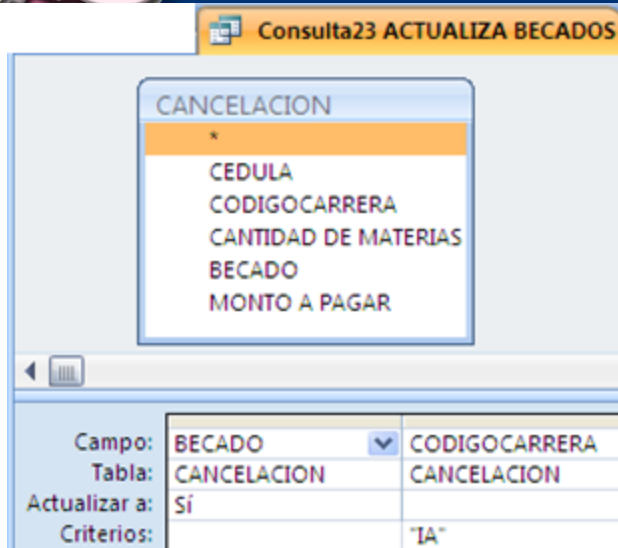 Consulta23 ACTUALIZA BECADOS
CANCELACION
*
CEDULA
CODIGOCARRERA
CANTIDAD DE MATERIAS
BECADO
MONTO A PAGAR
Campo: BECADO CODIGOCARRERA
Tabla: CANCELACION CANCELACION
Actualizar a: Sí
Criterios: "IA"